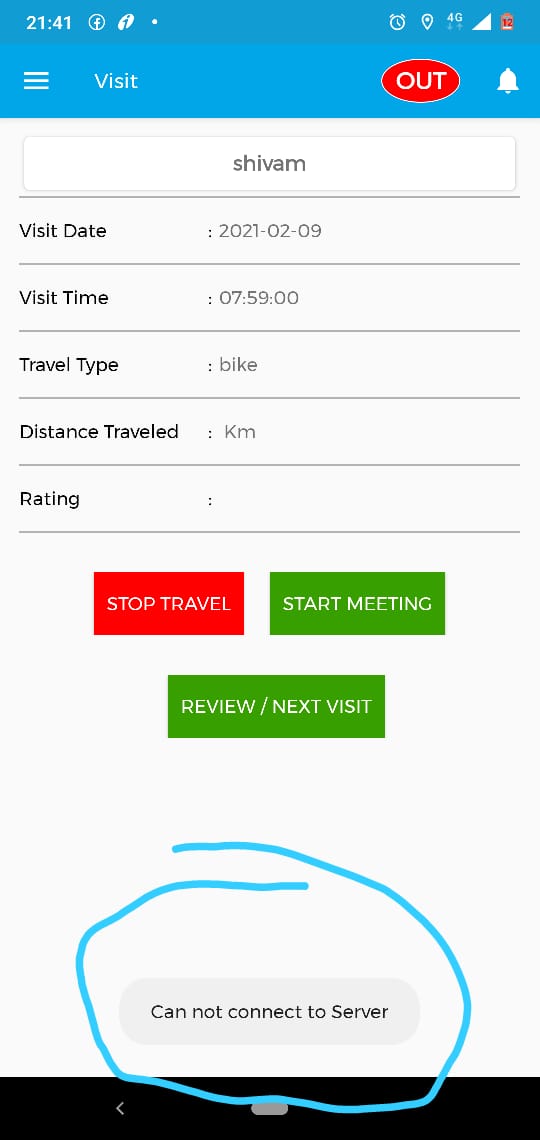 21:41 4G 12
Visit OUT
shivam
Visit Date : 2021-02-09
Visit Time : 07:59:00
Travel Type : bike
Distance Traveled : Km
Rating :
STOP TRAVEL START MEETING
REVIEW / NEXT VISIT
Can not connect to Server